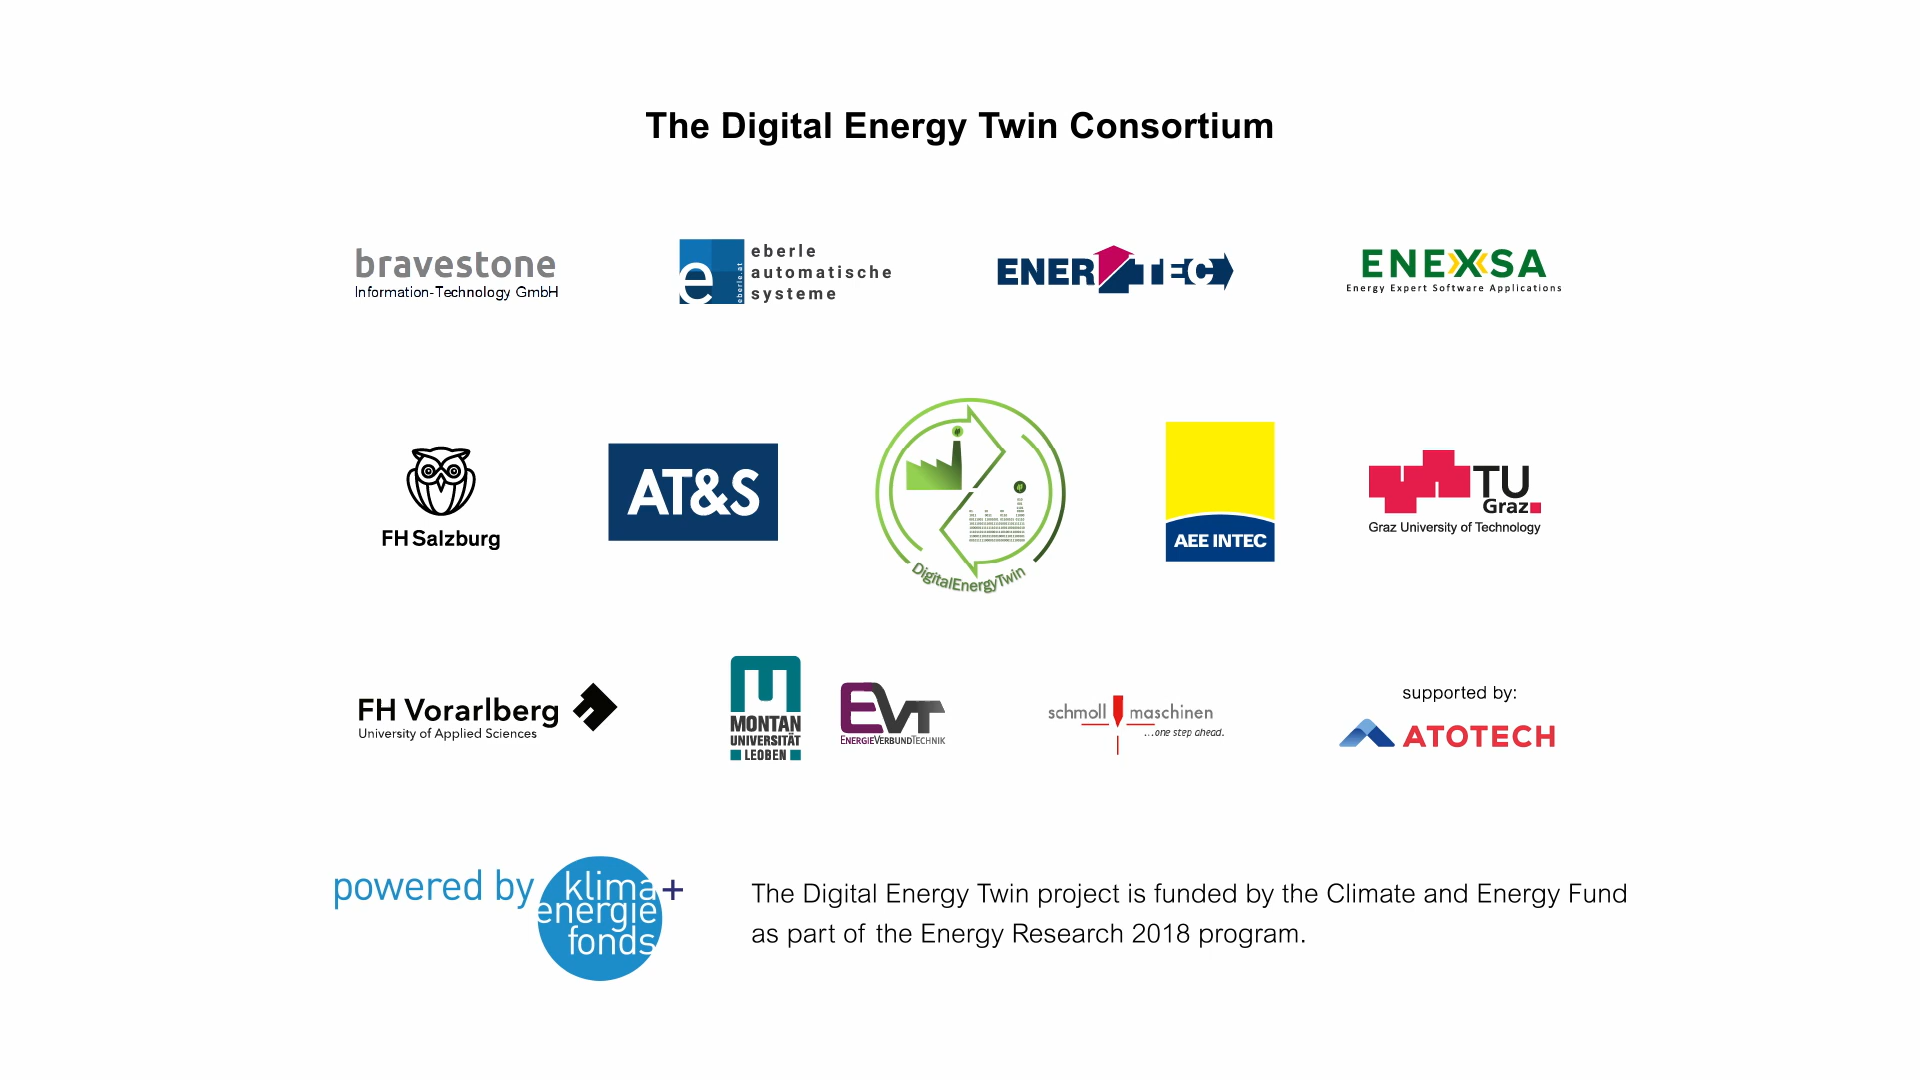 The Digital Energy Twin Consortium
bravestone
Information-Technology GmbH
e
eberle.at
eberle
automatische
systeme
ENERTEC
ENEXSA
Energy Expert Software Applications
FH Salzburg
AT&S
DigitalEnergyTwin
AEE INTEC
TU
Graz
Graz University of Technology
FH Vorarlberg
University of Applied Sciences
MONTAN
UNIVERSITÄT
LEOBEN
EVT
ENERGIEVERBUNDTECHNIK
schmoll maschinen
...one step ahead.
supported by:
ATOTECH
powered by klima+
energie
fonds
The Digital Energy Twin project is funded by the Climate and Energy Fund
as part of the Energy Research 2018 program.